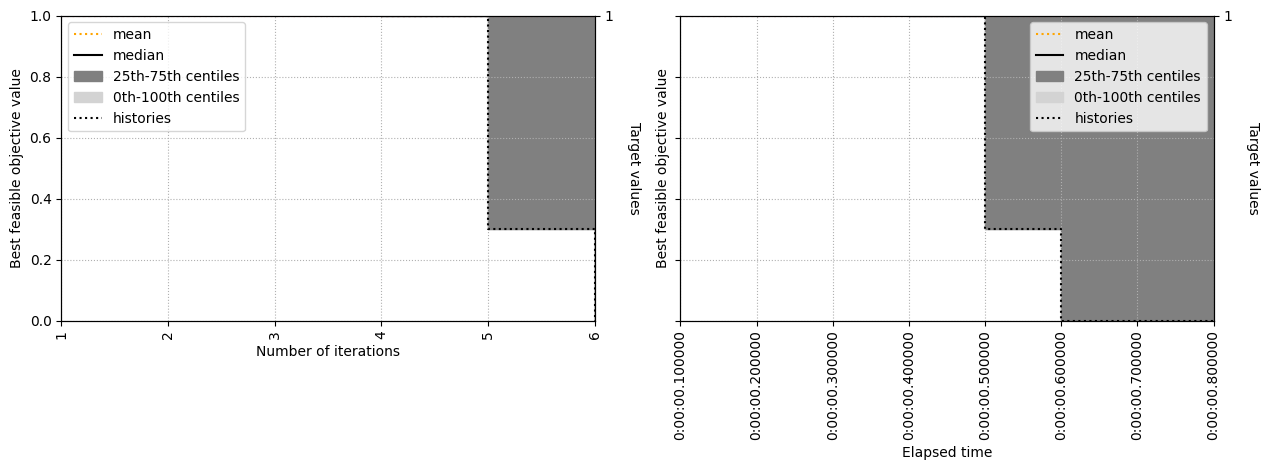 Best feasible objective value
1.0
0.8
0.6
0.4
0.2
0.0
mean
median
25th-75th centiles
0th-100th centiles
histories
1
Target values
1
2
3
4
5
6
Number of iterations
Best feasible objective value
mean
median
25th-75th centiles
0th-100th centiles
histories
1
Target values
0:00:00.100000
0:00:00.200000
0:00:00.300000
0:00:00.400000
0:00:00.500000
0:00:00.600000
0:00:00.700000
0:00:00.800000
Elapsed time